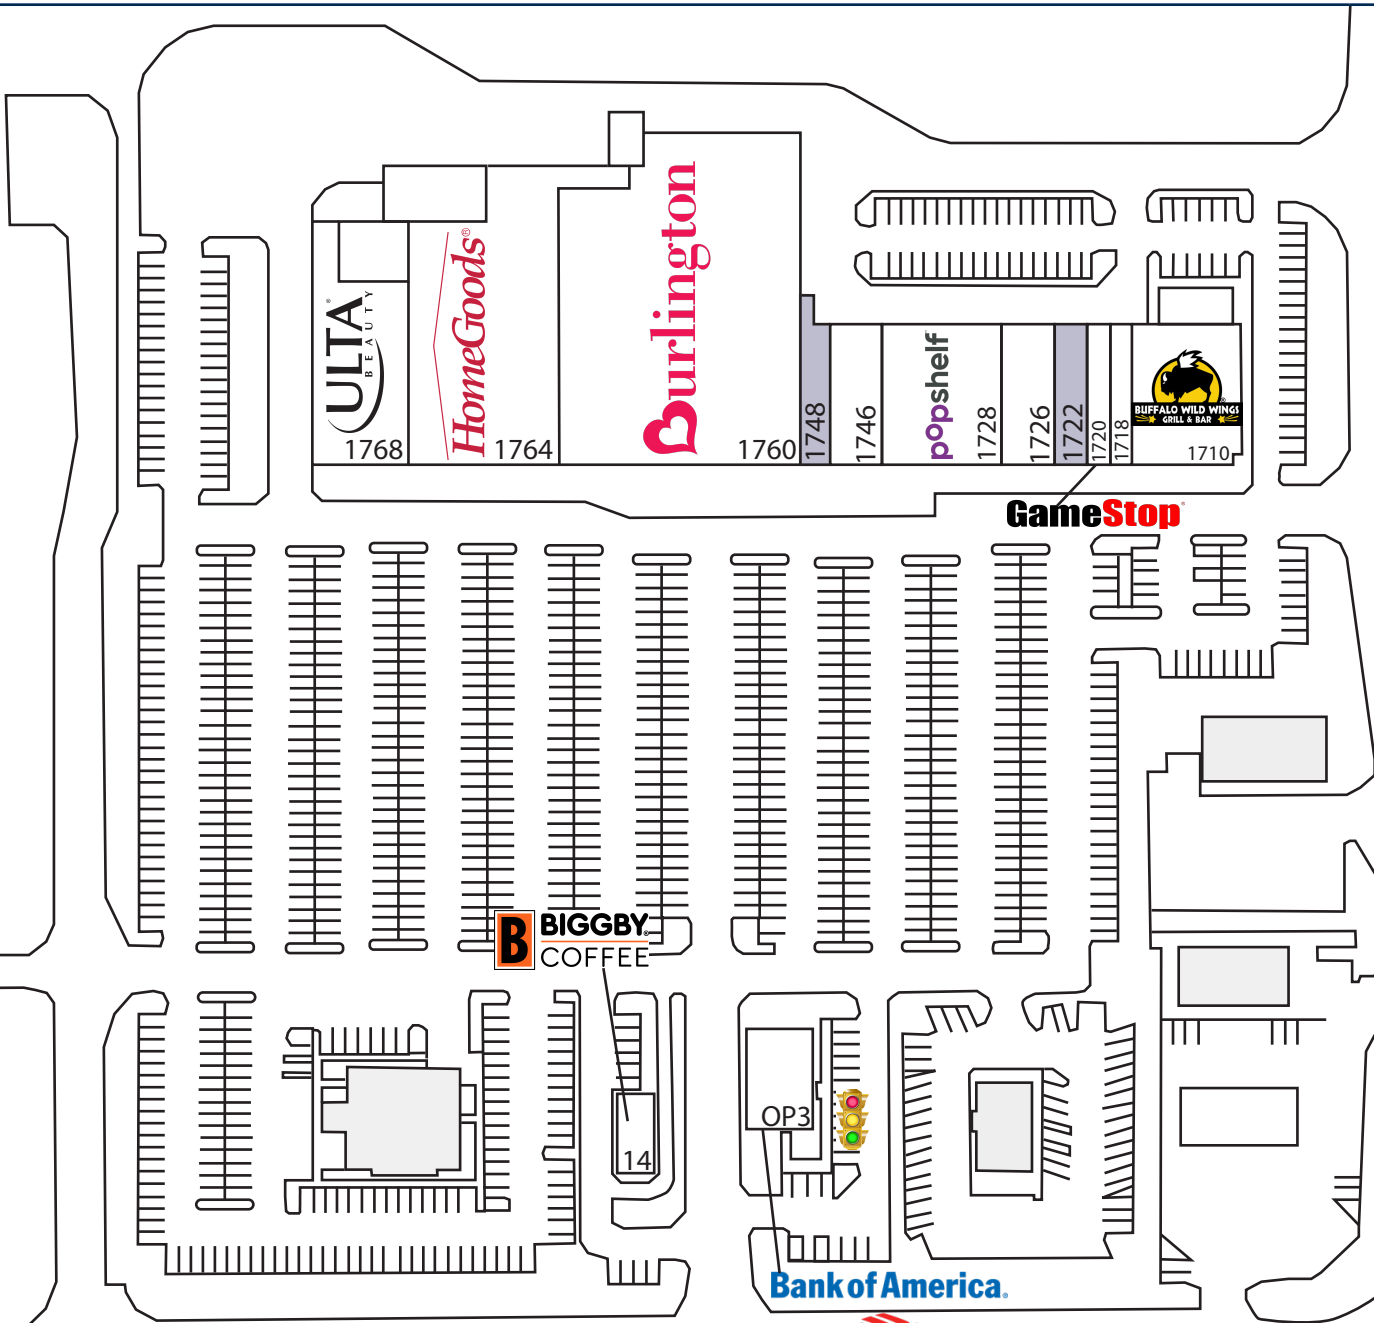 ULTA
BEAUTY
1768
HomeGoods®
1764
Burlington
1760
1748
1746
popshelf
1728
1726
1722
1720
1718
BUFFALO WILD WINGS
GRILL & BAR
1710
GameStop
B BIGGBY
COFFEE
14
OP3
Bank of America